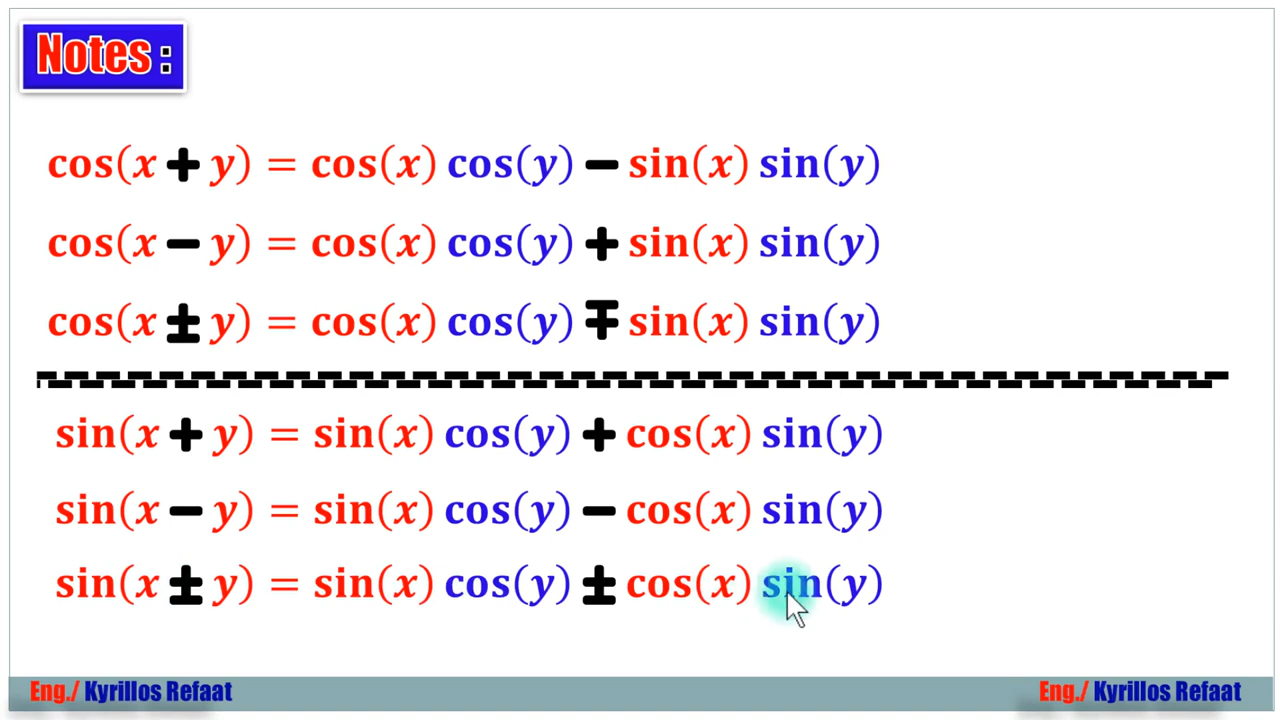 Notes :
cos(x + y) = cos(x) cos(y) − sin(x) sin(y)
cos(x − y) = cos(x) cos(y) + sin(x) sin(y)
cos(x ± y) = cos(x) cos(y) ∓ sin(x) sin(y)
sin(x + y) = sin(x) cos(y) + cos(x) sin(y)
sin(x − y) = sin(x) cos(y) − cos(x) sin(y)
sin(x ± y) = sin(x) cos(y) ± cos(x) sin(y)
Eng./ Kyrillos Refaat
Eng./ Kyrillos Refaat